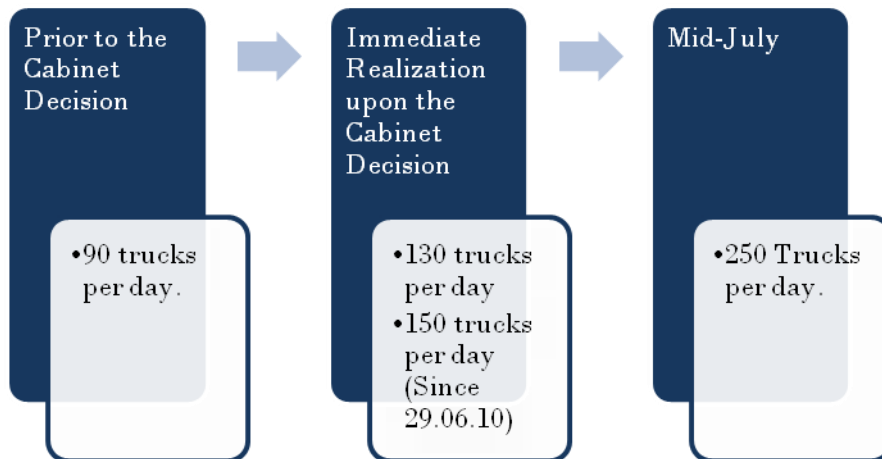 Prior to the
Cabinet
Decision
•90 trucks
per day.
Immediate
Realization
upon the
Cabinet
Decision
•130 trucks
per day
•150 trucks
per day
(Since
29.06.10)
Mid-July
•250 Trucks
per day.